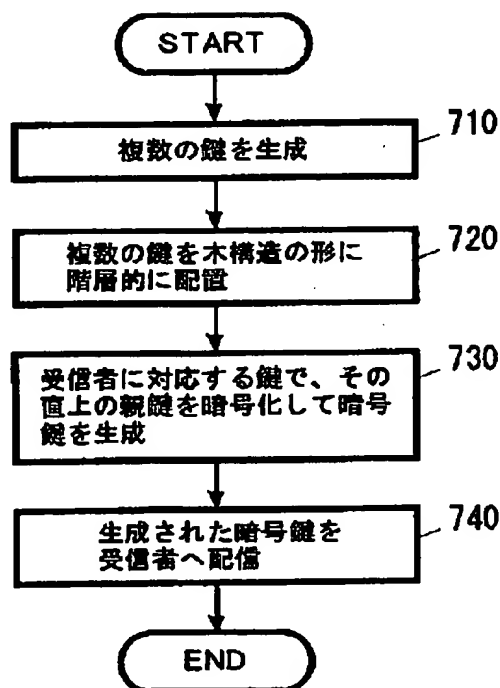 START
複数の鍵を生成
710
複数の鍵を木構造の形に
階層的に配置
720
受信者に対応する鍵で、その
直上の親鍵を暗号化して暗号
鍵を生成
730
生成された暗号鍵を
受信者へ配信
740
END